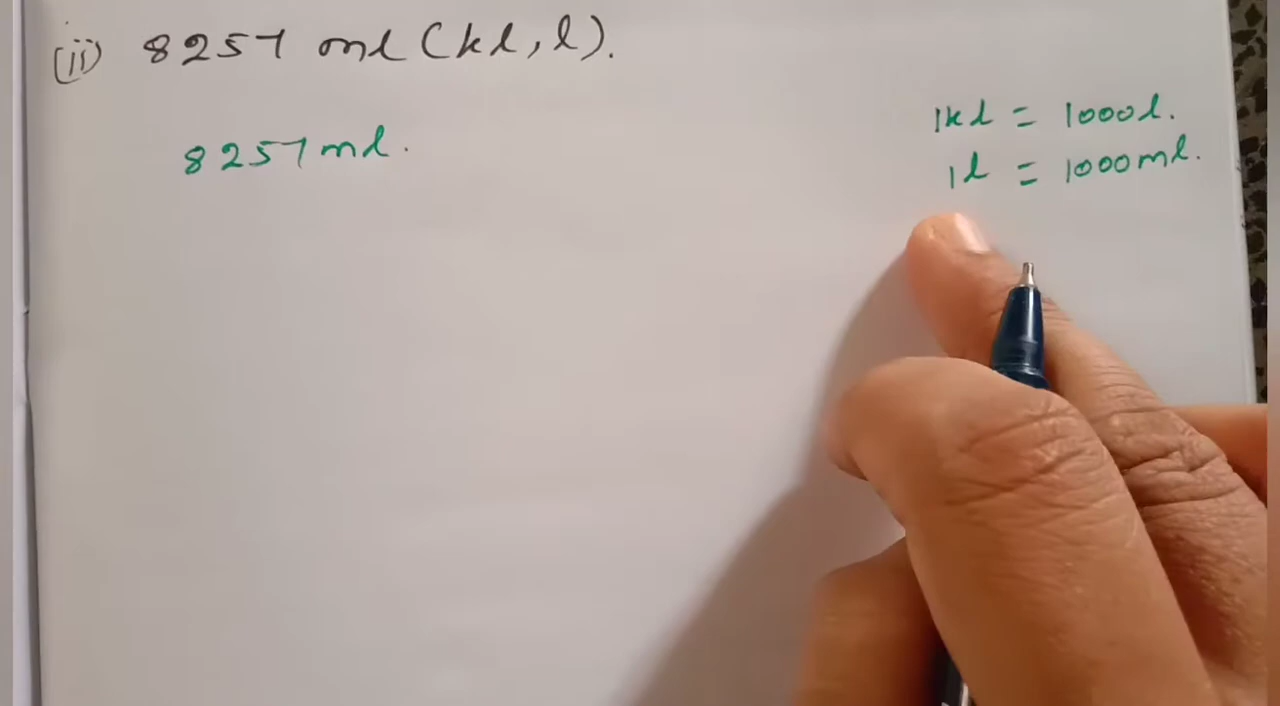 (ii) 8257 ml (kl, l).
8257 ml.
1kl = 1000l.
1l = 1000ml.